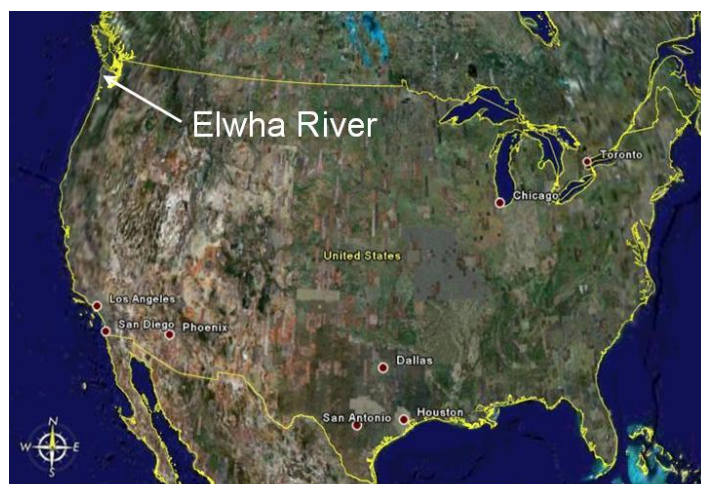 Elwha River
Toronto
Chicago
United States
Los Angeles
San Diego
Phoenix
Dallas
San Antonio
Houston
N
W
E
S